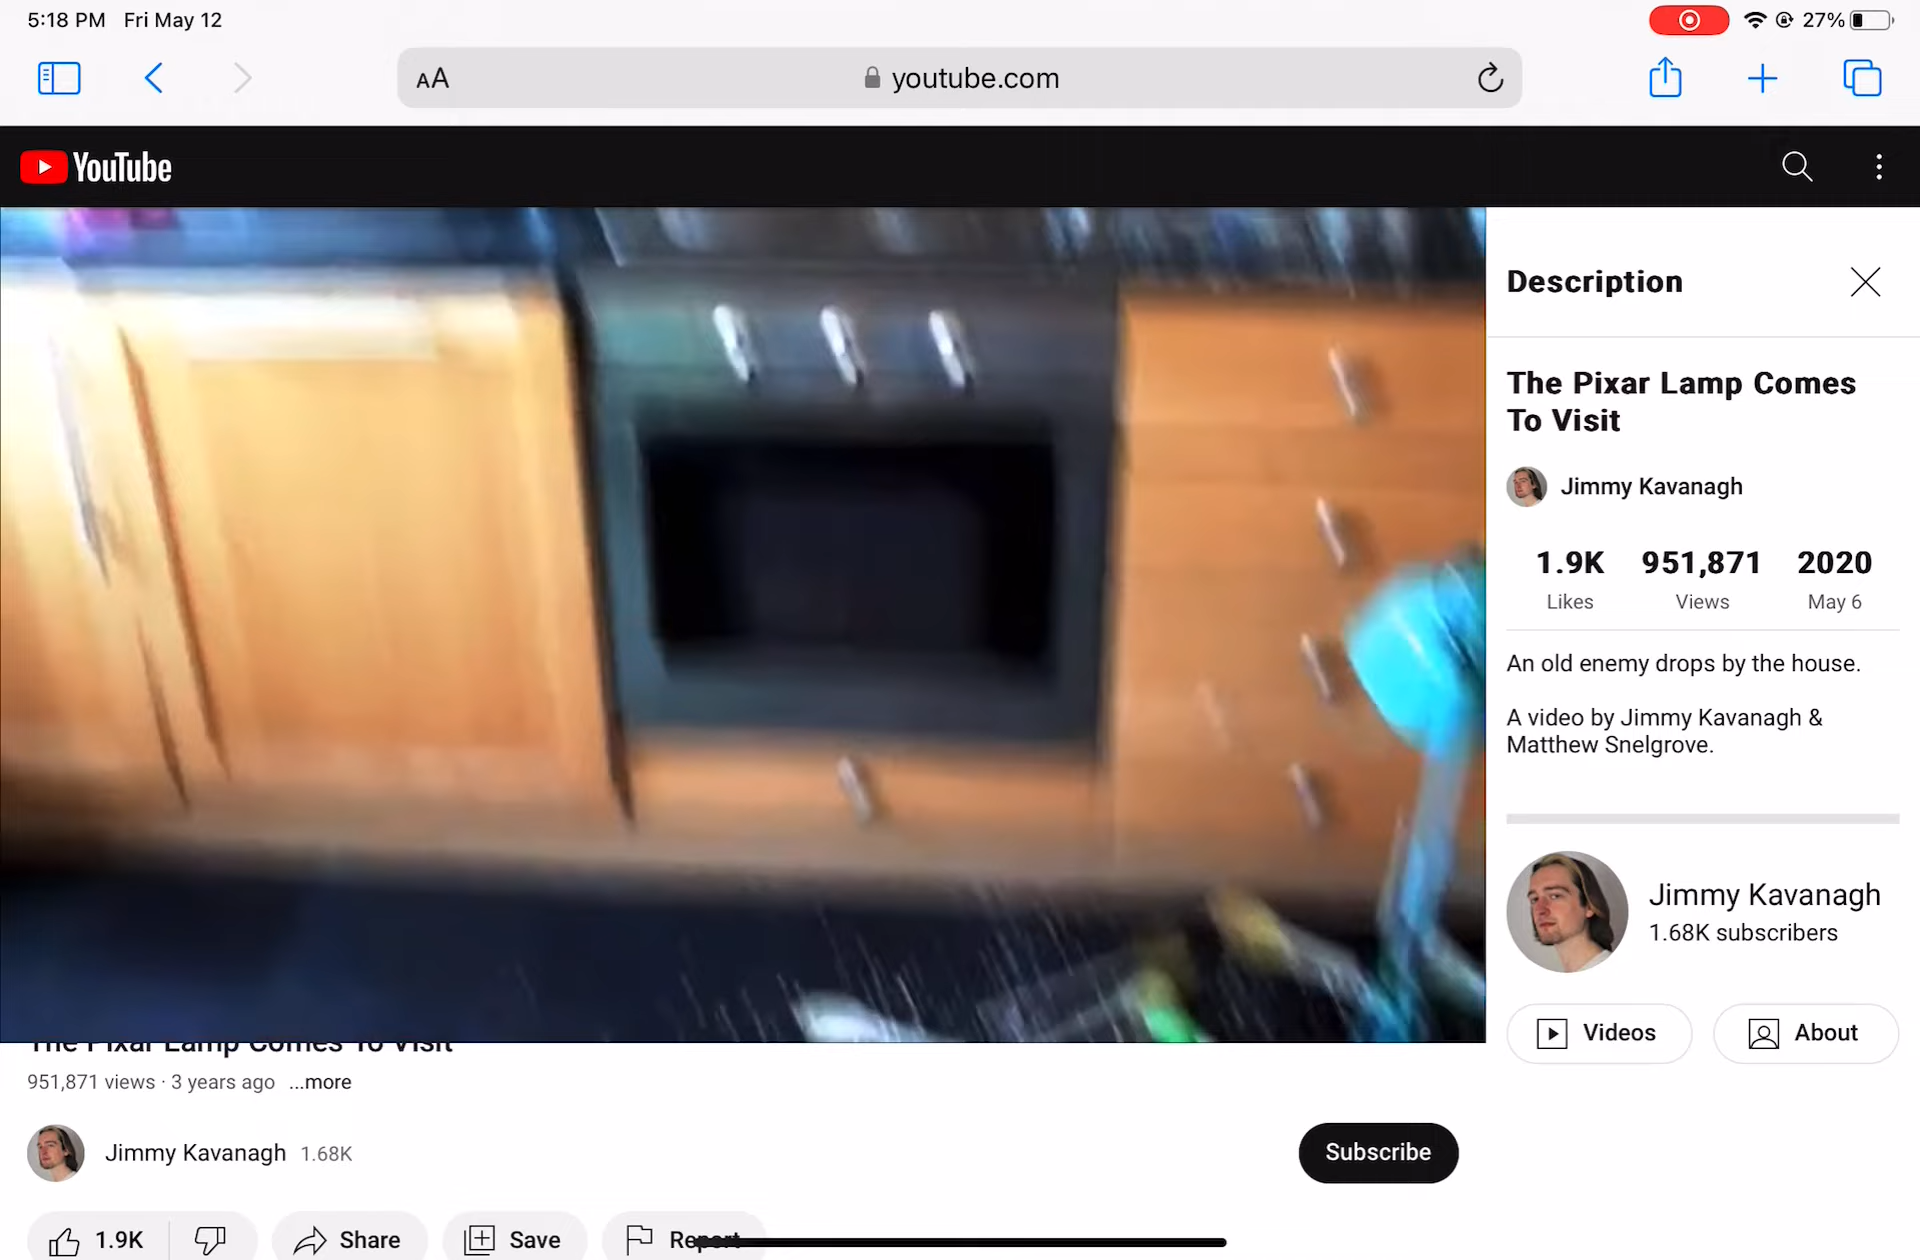 5:18 PM Fri May 12
27%
AA
youtube.com
YouTube
Description
The Pixar Lamp Comes
To Visit
Jimmy Kavanagh
1.9K 951,871 2020
Likes Views May 6
An old enemy drops by the house.
A video by Jimmy Kavanagh &
Matthew Snelgrove.
Jimmy Kavanagh
1.68K subscribers
Videos About
The Pixar Lamp Comes To Visit
951,871 views · 3 years ago ...more
Jimmy Kavanagh 1.68K
Subscribe
1.9K Share Save Report